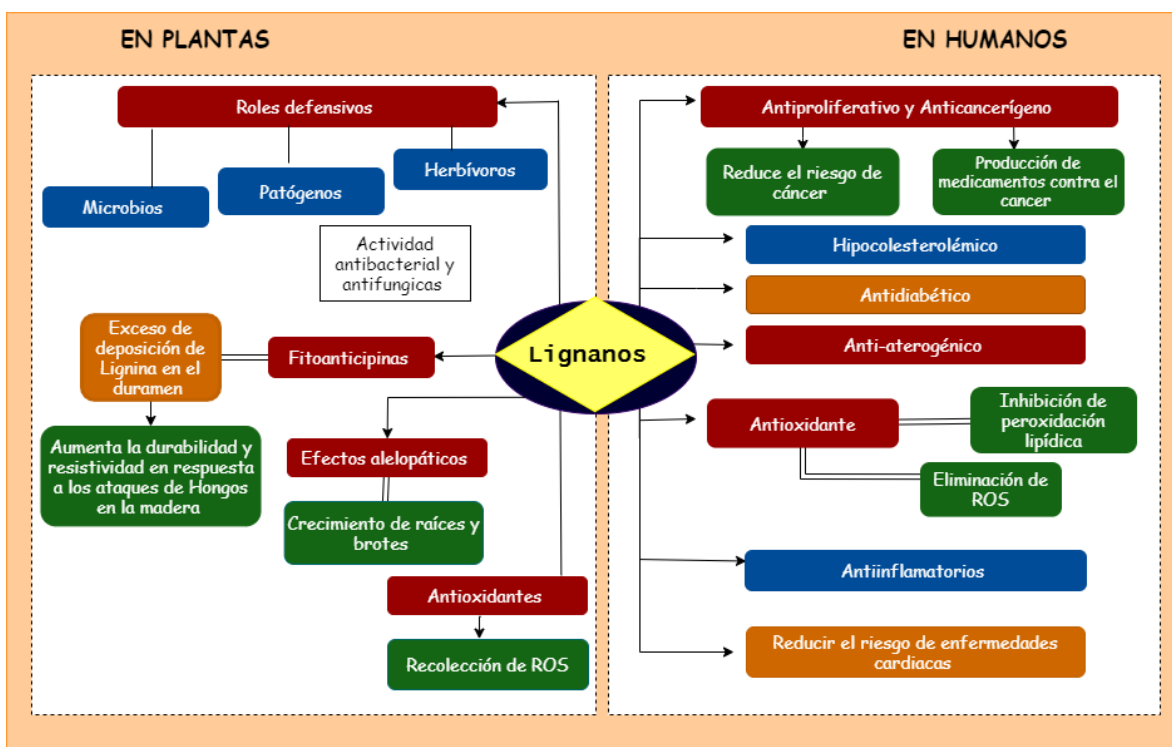 EN PLANTAS
Roles defensivos
Microbios
Patógenos
Herbívoros
Actividad
antibacterial y
antifungicas
Exceso de
deposición de
Lignina en el
duramen
Fitoanticipinas
Aumenta la durabilidad y
resistividad en respuesta
a los ataques de Hongos
en la madera
Efectos alelopáticos
Crecimiento de raíces y
brotes
Antioxidantes
Recolección de ROS
Lignanos
EN HUMANOS
Antiproliferativo y Anticancerígeno
Reduce el riesgo de
cáncer
Producción de
medicamentos contra el
cancer
Hipocolesterolémico
Antidiabético
Anti-aterogénico
Antioxidante
Inhibición de
peroxidación
lipídica
Eliminación de
ROS
Antiinflamatorios
Reducir el riesgo de enfermedades
cardiacas